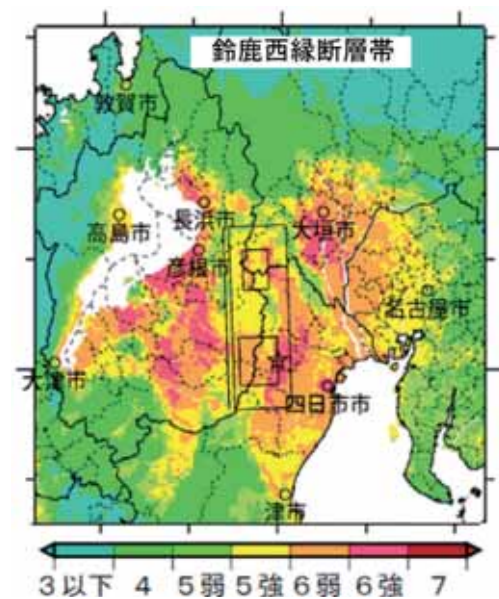 鈴鹿西縁断層帯
敦賀市
長浜市
高島市
大垣市
彦根市
名古屋市
大津市
四日市市
津市
3以下 4 5弱 5強 6弱 6強 7